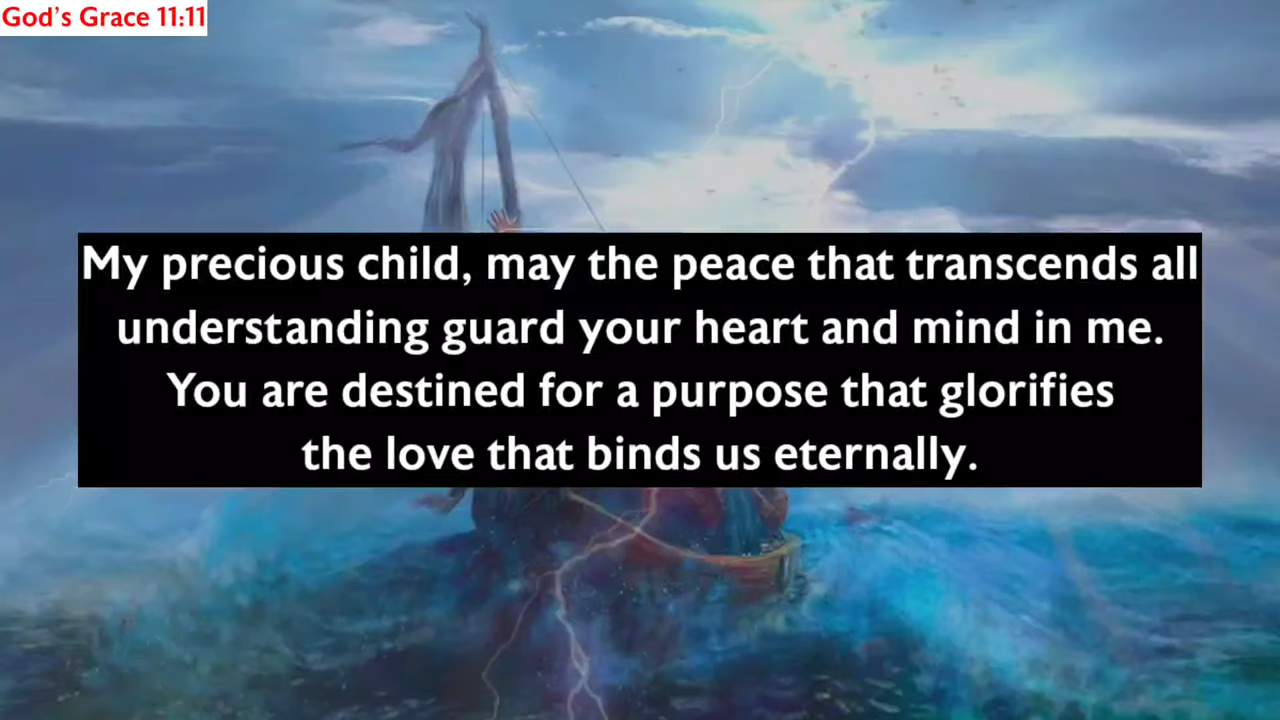 God's Grace 11:11
My precious child, may the peace that transcends all
understanding guard your heart and mind in me.
You are destined for a purpose that glorifies
the love that binds us eternally.